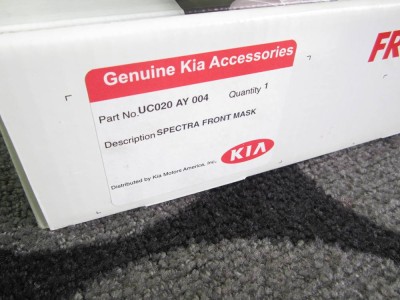 Genuine Kia Accessories
Part No. UC020 AY 004 Quantity 1
Description SPECTRA FRONT MASK
Distributed by Kia Motors America, Inc.
KIA
FR